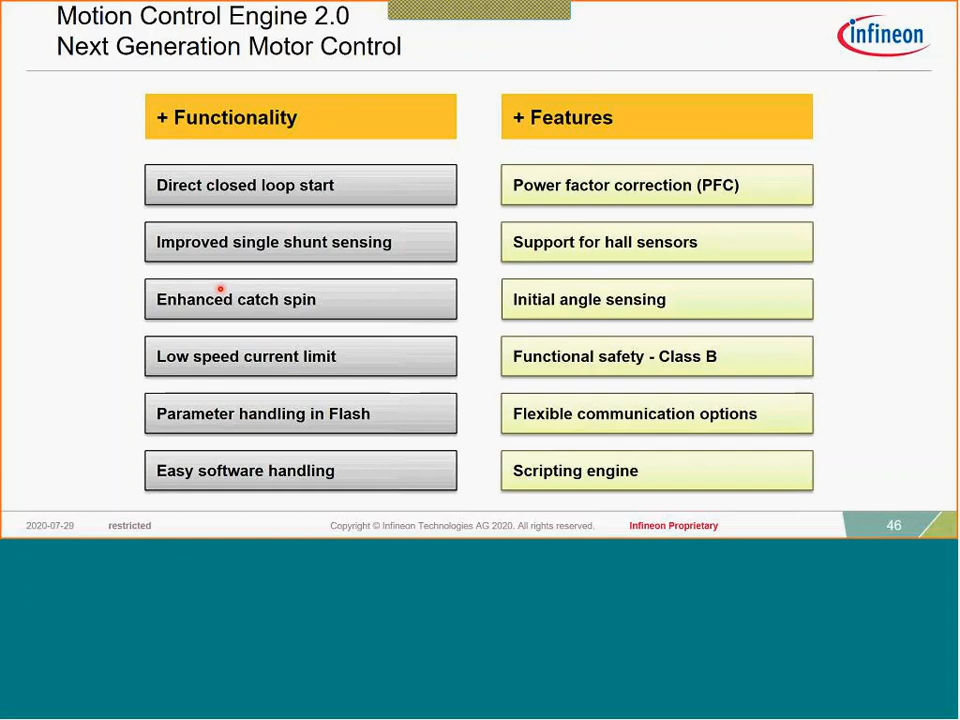 Motion Control Engine 2.0
Next Generation Motor Control
infineon
+ Functionality
Direct closed loop start
Improved single shunt sensing
Enhanced catch spin
Low speed current limit
Parameter handling in Flash
Easy software handling
+ Features
Power factor correction (PFC)
Support for hall sensors
Initial angle sensing
Functional safety - Class B
Flexible communication options
Scripting engine
2020-07-29 restricted Copyright © Infineon Technologies AG 2020. All rights reserved. Infineon Proprietary 46